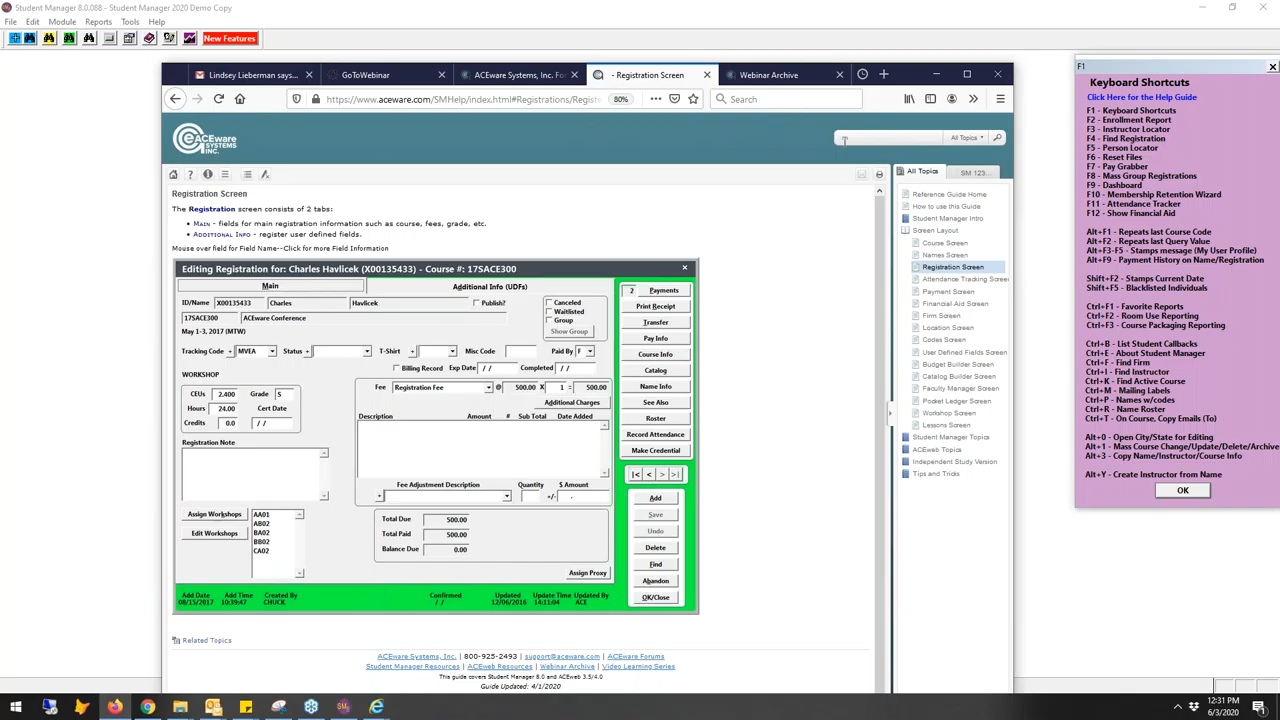 Student Manager 8.0.088 - Student Manager 2020 Demo Copy
File Edit Module Reports Tools Help
New Features
Lindsey Lieberman says...
GoToWebinar
ACEware Systems, Inc. Fo
- Registration Screen
Webinar Archive
https://www.aceware.com/SMHelp/index.html#Registrations/Registe
80%
Search
ACEware SYSTEMS INC.
All Topics
All Topics
SM 123...
Registration Screen
The Registration screen consists of 2 tabs:
• MAIN - fields for main registration information such as course, fees, grade, etc.
• ADDITIONAL INFO - register user defined fields.
Mouse over field for Field Name--Click for more Field Information
Editing Registration for: Charles Havlicek (X00135433) - Course #: 17SACE300
Main
Additional Info (UDFs)
ID/Name X00135433 Charles Havlicek Publish?
17SACE300 ACEware Conference
May 1-3, 2017 (MTW)
Canceled
Waitlisted
Group
Show Group
Tracking Code MVEA Status T-Shirt Misc Code Paid By F
Billing Record Exp Date / / Completed / /
WORKSHOP
CEUs 2.400 Grade S
Hours 24.00 Cert Date
Credits 0.0 / /
Fee Registration Fee @ 500.00 X 1 = 500.00
Additional Charges
Description Amount # Sub Total Date Added
Registration Note
Fee Adjustment Description Quantity $ Amount
+/- .
Assign Workshops
Edit Workshops
AA01
AB02
BA02
BB02
CA02
Total Due 500.00
Total Paid 500.00
Balance Due 0.00
Assign Proxy
Add Date Add Time Created By Confirmed Updated Update Time Updated By
08/15/2017 10:39:47 CHUCK / / 12/06/2016 14:11:04 ACE
2 Payments
Print Receipt
Transfer
Pay Info
Course Info
Catalog
Name Info
See Also
Roster
Record Attendance
Make Credential
|< < > >|
Add
Save
Undo
Delete
Find
Abandon
OK/Close
Related Topics
ACEware Systems, Inc. | 800-925-2493 | support@aceware.com | ACEware Forums
Student Manager Resources | ACEweb Resources | Webinar Archive | Video Learning Series
This guide covers Student Manager 8.0 and ACEweb 3.5/4.0
Guide Updated: 4/1/2020
Reference Guide Home
How to use this Guide
Student Manager Intro
Screen Layout
Course Screen
Names Screen
Registration Screen
Attendance Tracking Screen
Payment Screen
Financial Aid Screen
Firm Screen
Location Screen
Codes Screen
User Defined Fields Screen
Budget Builder Screen
Catalog Builder Screen
Faculty Manager Screen
Pocket Ledger Screen
Workshop Screen
Lessons Screen
Student Manager Topics
ACEweb Topics
Independent Study Version
Tips and Tricks
F1
Keyboard Shortcuts
Click Here for the Help Guide
F1 - Keyboard Shortcuts
F2 - Enrollment Report
F3 - Instructor Locator
F4 - Find Registration
F5 - Person Locator
F6 - Reset Files
F7 - Pay Grabber
F8 - Mass Group Registrations
F9 - Dashboard
F10 - Membership Retention Wizard
F11 - Attendance Tracker
F12 - Show Financial Aid
Alt+F1 - Repeats last Course Code
Alt+F2 - Repeats last Query Value
Alt+F3-F5 - Stamps message (My User Profile)
Alt+F9 - Payment History on Name/Registration
Shift+F2 - Stamps Current Date
Shift+F5 - Blacklisted Individuals
Ctrl+F1 - Favorite Reports
Ctrl+F2 - Room Use Reporting
Ctrl+F3 - Course Packaging Reporting
Ctrl+B - List Student Callbacks
Ctrl+E - About Student Manager
Ctrl+F - Find Firm
Ctrl+I - Find Instructor
Ctrl+K - Find Active Course
Ctrl+M - Mailing Labels
Ctrl+P - Names w/codes
Ctrl+R - Name Roster
Ctrl+T - On Course, Copy Emails (To)
Alt+0 - Open City/State for Editing
Alt+1 - Mass Course Change/Update/Delete/Archive
Alt+3 - Copy Name/Instructor/Course Info
Alt+Y - Create Instructor from Name
OK
12:31 PM
6/3/2020